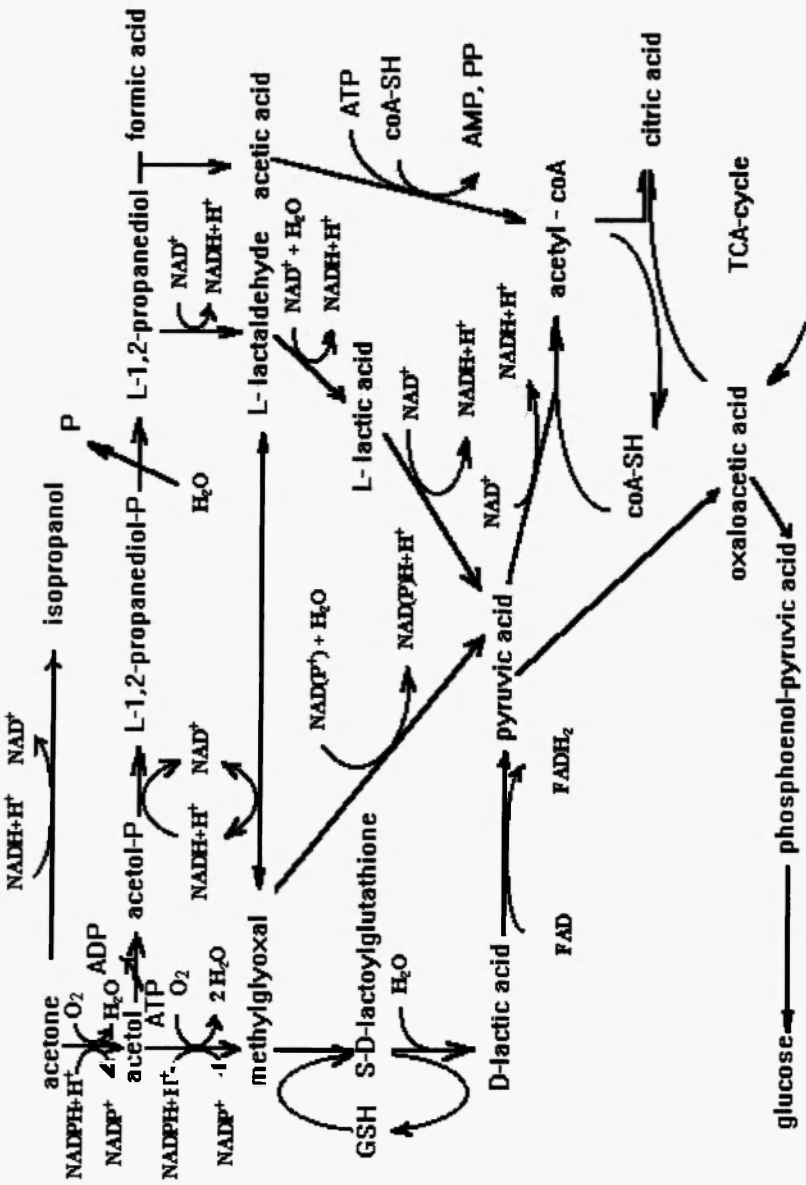 acetone
NADH+H⁺
NAD⁺
isopropanol
NADPH+H⁺
O₂
NADP⁺
H₂O
ADP
acetol
ATP
acetol-P
L-1,2-propanediol-P
L-1,2-propanediol
formic acid
P
H₂O
NADPH+H⁺
O₂
NADP⁺
2 H₂O
NADH+H⁺
NAD⁺
NAD⁺
NADH+H⁺
methylglyoxal
L- lactaldehyde
acetic acid
NAD⁺ + H₂O
NADH+H⁺
ATP
coA-SH
AMP, PP
NAD(P⁺) + H₂O
NAD(P)H+H⁺
L- lactic acid
NAD⁺
NADH+H⁺
GSH
S-D-lactoylglutathione
H₂O
D-lactic acid
FAD
FADH₂
pyruvic acid
NAD⁺
NADH+H⁺
coA-SH
acetyl - coA
citric acid
oxaloacetic acid
TCA-cycle
glucose
phosphoenol-pyruvic acid